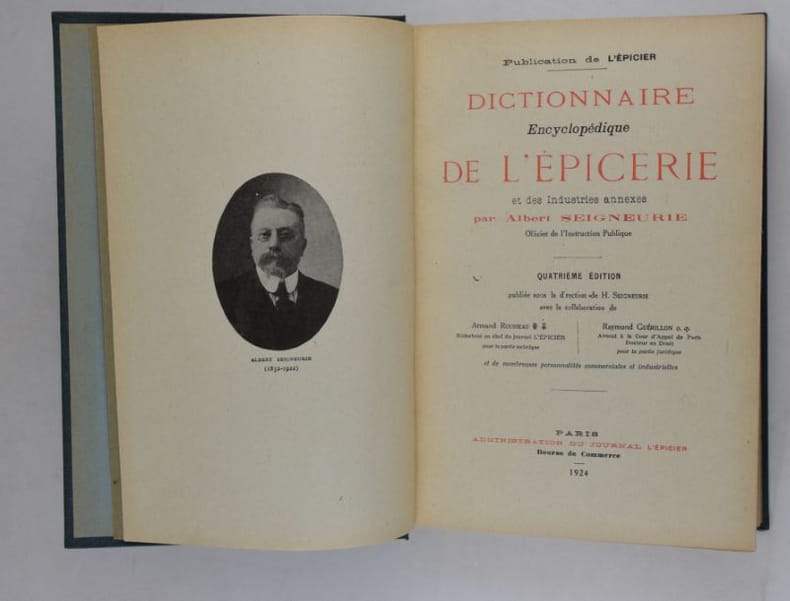 ALBERT SEIGNEURIE
(1852-1922)
Publication de L'ÉPICIER
DICTIONNAIRE
Encyclopédique
DE L'ÉPICERIE
et des Industries annexes
par Albert SEIGNEURIE
Officier de l'Instruction Publique
QUATRIÈME ÉDITION
publiée sous la direction de H. SEIGNEURIE
avec la collaboration de
Armand ROUSSEAU
Rédacteur en chef du journal L'ÉPICIER
pour la partie technique
Raymond GUÉRILLON
Avocat à la Cour d'Appel de Paris
Docteur en Droit
pour la partie juridique
et de nombreuses personnalités commerciales et industrielles
PARIS
ADMINISTRATION DU JOURNAL L'ÉPICIER
Bourse de Commerce
1924